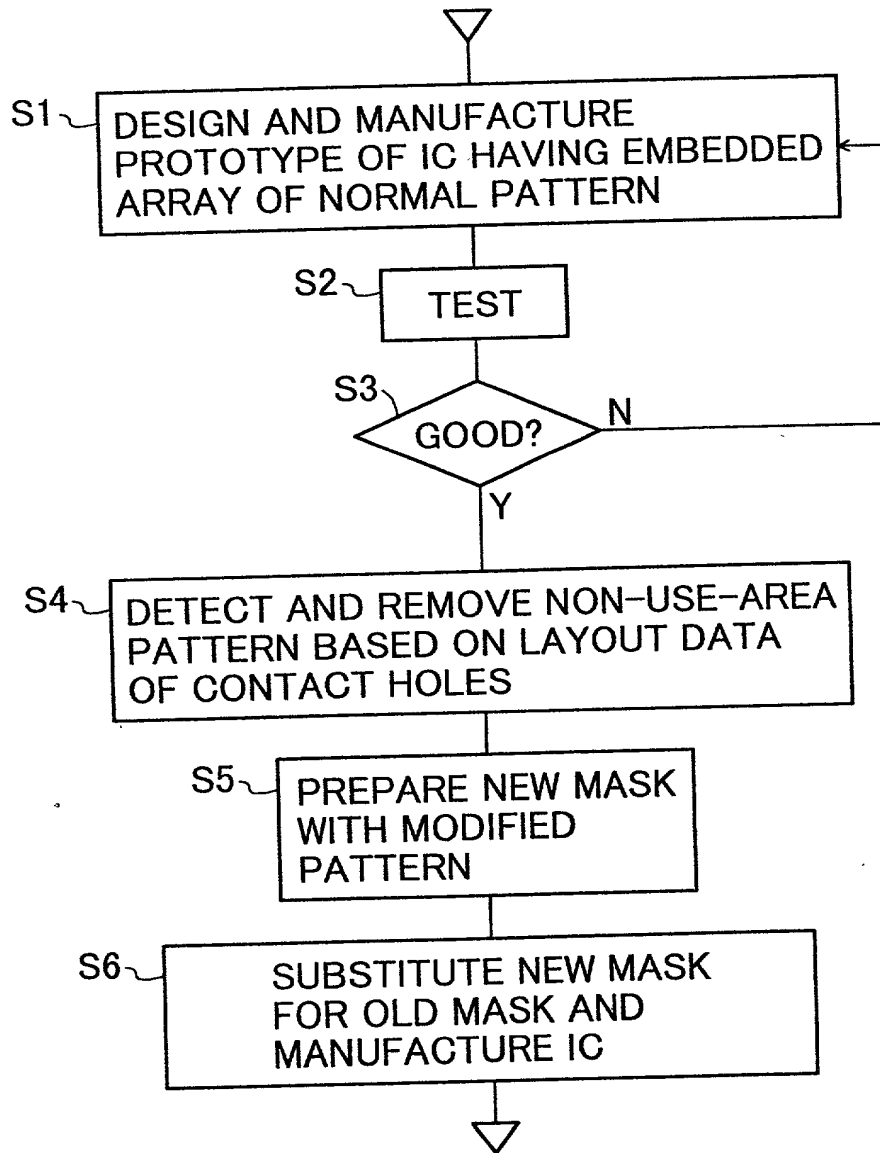 S1
DESIGN AND MANUFACTURE
PROTOTYPE OF IC HAVING EMBEDDED
ARRAY OF NORMAL PATTERN
S2
TEST
S3
GOOD?
N
Y
S4
DETECT AND REMOVE NON-USE-AREA
PATTERN BASED ON LAYOUT DATA
OF CONTACT HOLES
S5
PREPARE NEW MASK
WITH MODIFIED
PATTERN
S6
SUBSTITUTE NEW MASK
FOR OLD MASK AND
MANUFACTURE IC